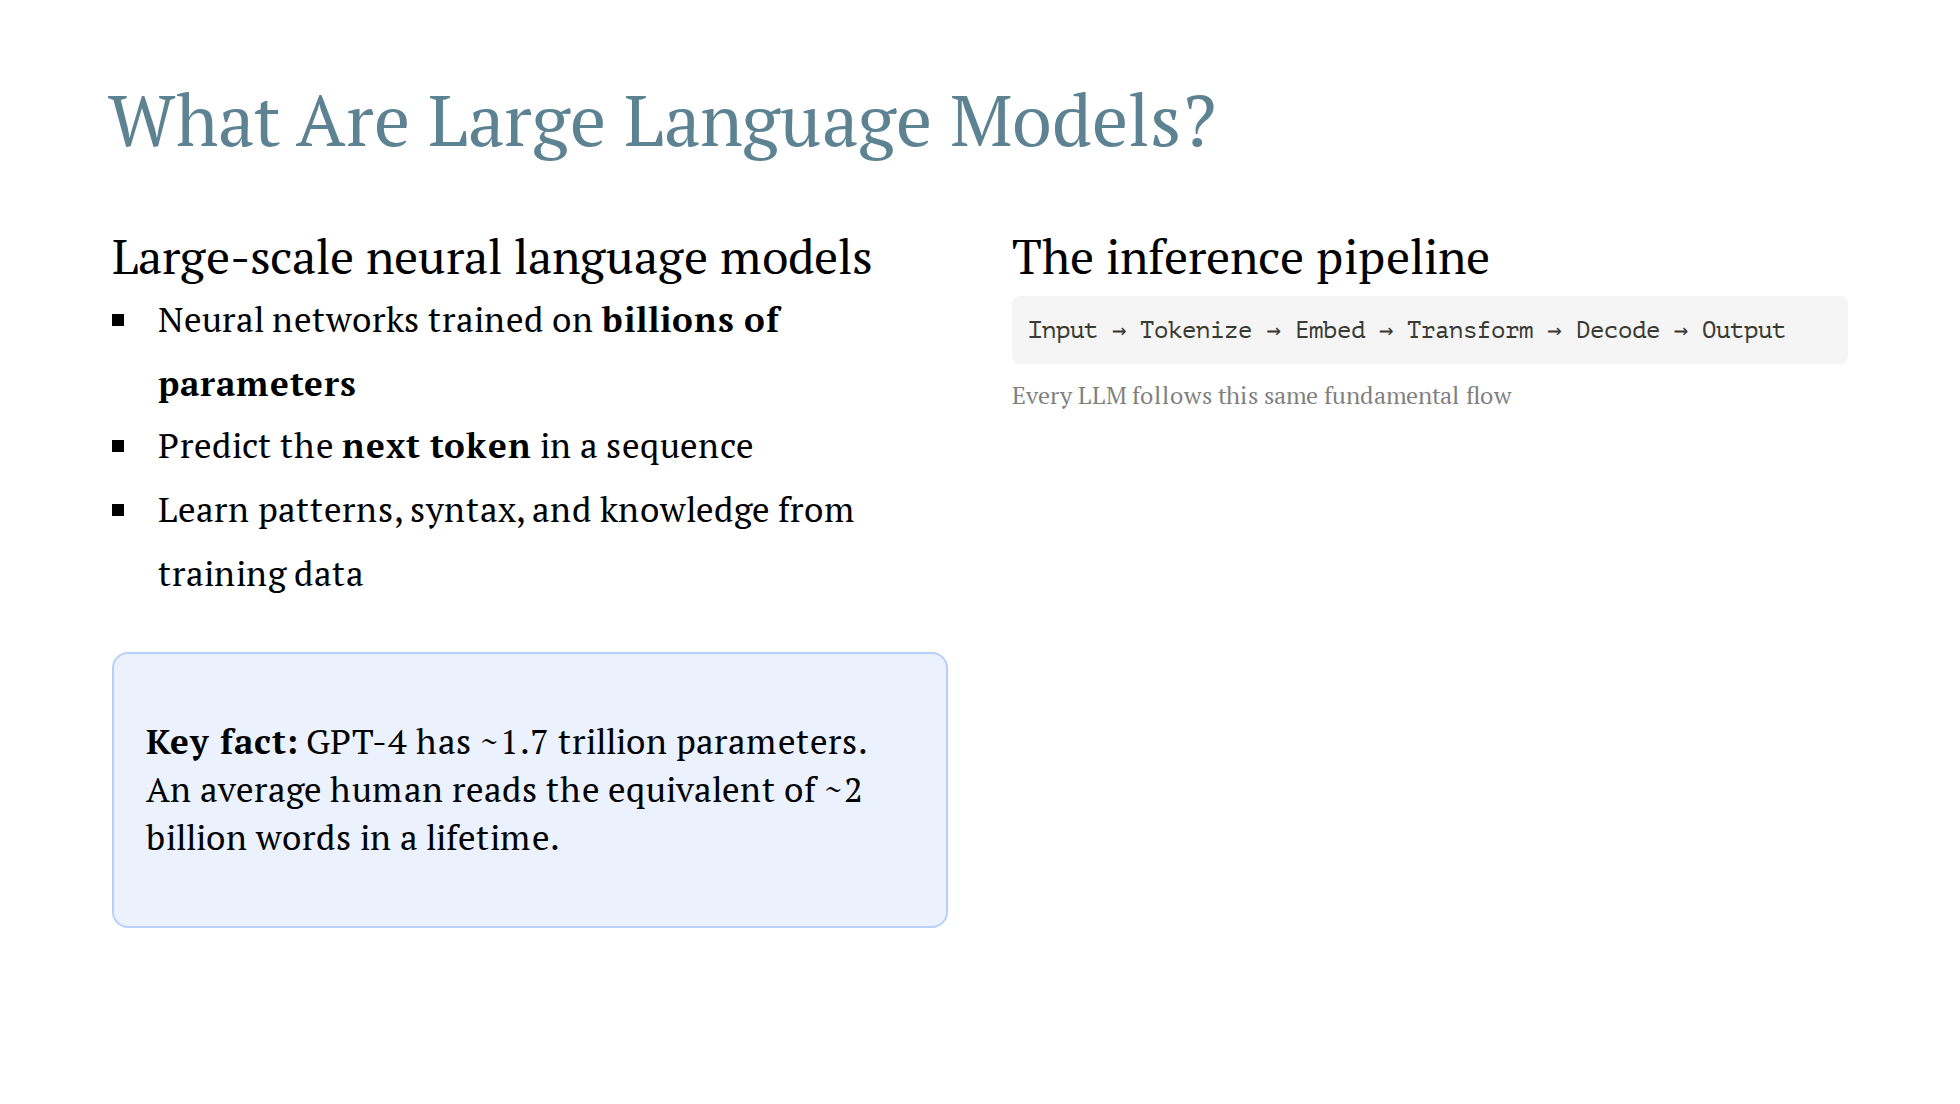 What Are Large Language Models?
Large-scale neural language models
▪ Neural networks trained on billions of
parameters
▪ Predict the next token in a sequence
▪ Learn patterns, syntax, and knowledge from
training data
Key fact: GPT-4 has ~1.7 trillion parameters.
An average human reads the equivalent of ~2
billion words in a lifetime.
The inference pipeline
Input → Tokenize → Embed → Transform → Decode → Output
Every LLM follows this same fundamental flow